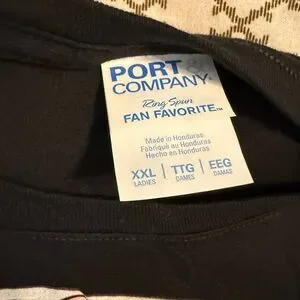 PORT &
COMPANY®
Ring Spun
FAN FAVORITE™
Made in Honduras
Fabriqué au Honduras
Hecho en Honduras
XXL | TTG | EEG
LADIES DAMES DAMAS